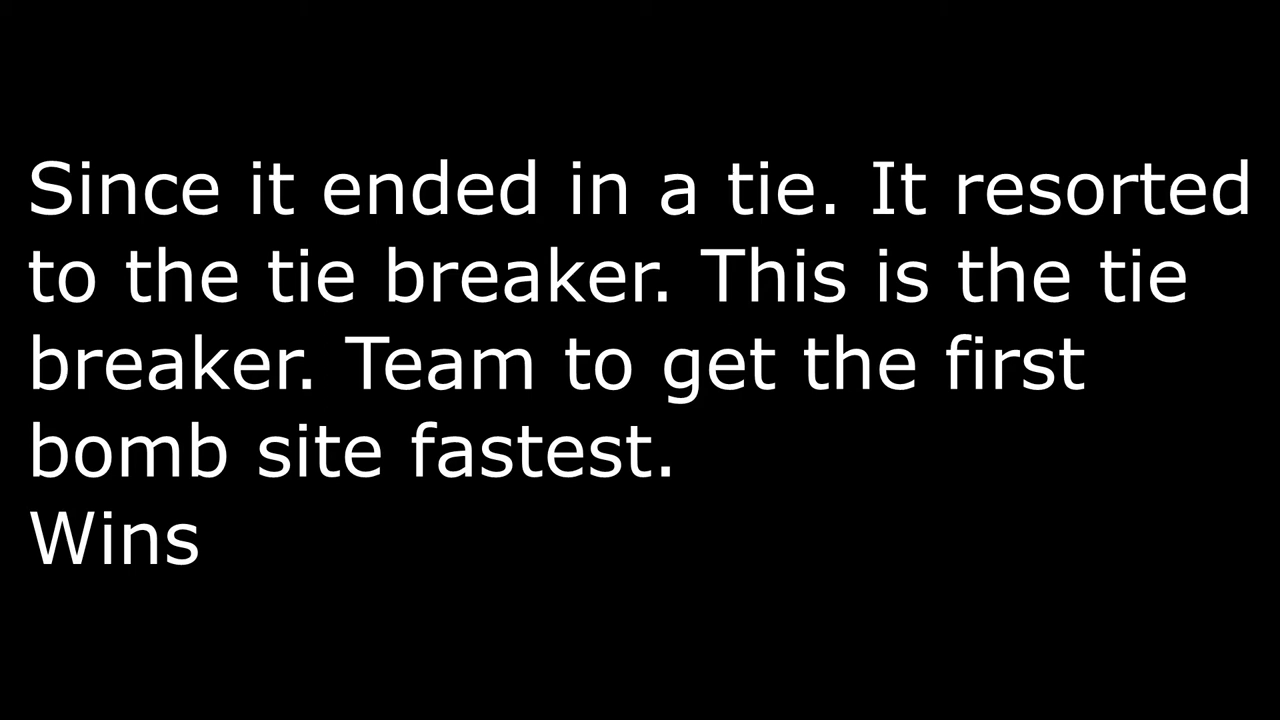 Since it ended in a tie. It resorted
to the tie breaker. This is the tie
breaker. Team to get the first
bomb site fastest.
Wins